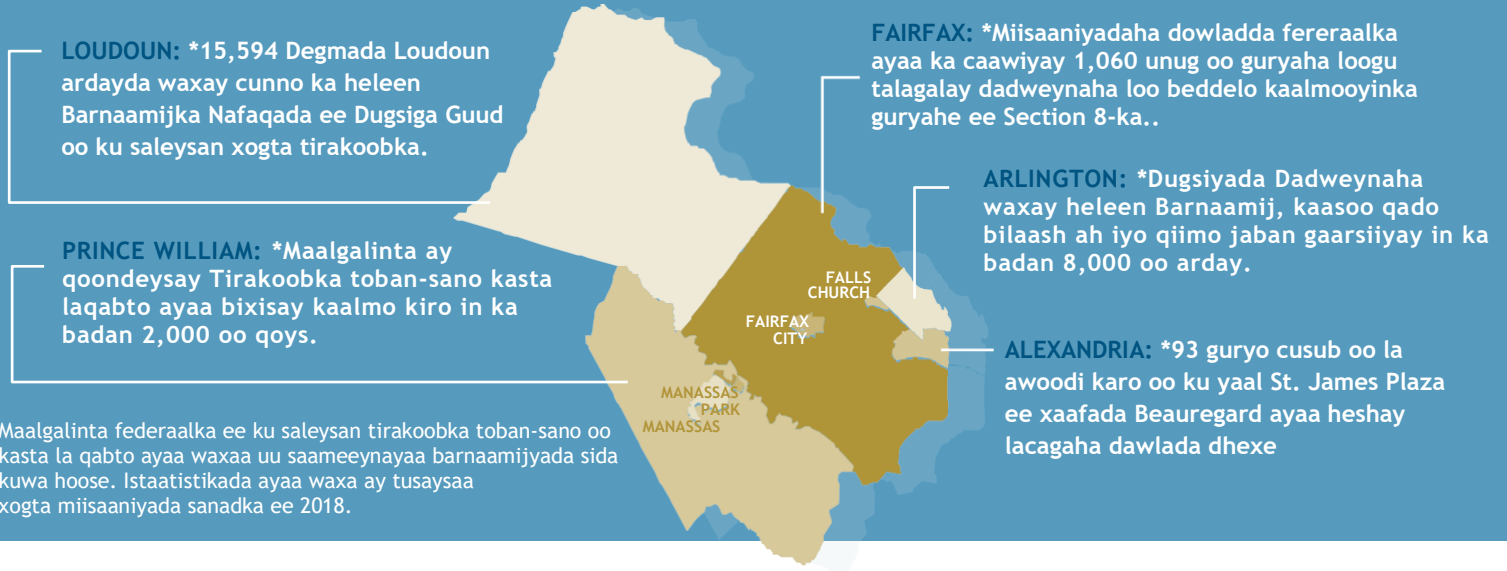 LOUDOUN: *15,594 Degmada Loudoun
ardayda waxay cunno ka heleen
Barnaamijka Nafaqada ee Dugsiga Guud
oo ku saleysan xogta tirakoobka.
PRINCE WILLIAM: *Maalgalinta ay
qoondeysay Tirakoobka toban-sano kasta
laqabto ayaa bixisay kaalmo kiro in ka
badan 2,000 oo qoys.
Maalgalinta federaalka ee ku saleysan tirakoobka toban-sano oo
kasta la qabto ayaa waxaa uu saameeynayaa barnaamijyada sida
kuwa hoose. Istaatistikada ayaa waxa ay tusaysaa
xogta miisaaniyada sanadka ee 2018.
FALLS
CHURCH
FAIRFAX
CITY
MANASSAS
PARK
MANASSAS
FAIRFAX: *Miisaaniyadaha dowladda fereraalka
ayaa ka caawiyay 1,060 unug oo guryaha loogu
talagalay dadweynaha loo beddelo kaalmooyinka
guryahe ee Section 8-ka..
ARLINGTON: *Dugsiyada Dadweynaha
waxay heleen Barnaamij, kaasoo qado
bilaash ah iyo qiimo jaban gaarsiiyay in ka
badan 8,000 oo arday.
ALEXANDRIA: *93 guryo cusub oo la
awoodi karo oo ku yaal St. James Plaza
ee xaafada Beauregard ayaa heshay
lacagaha dawlada dhexe